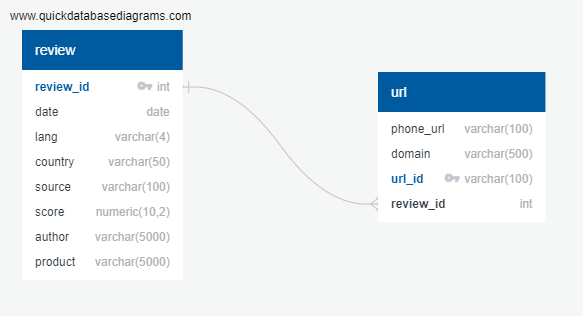 www.quickdatabasediagrams.com
review
review_id int
date date
lang varchar(4)
country varchar(50)
source varchar(100)
score numeric(10,2)
author varchar(5000)
product varchar(5000)
url
phone_url varchar(100)
domain varchar(500)
url_id varchar(100)
review_id int